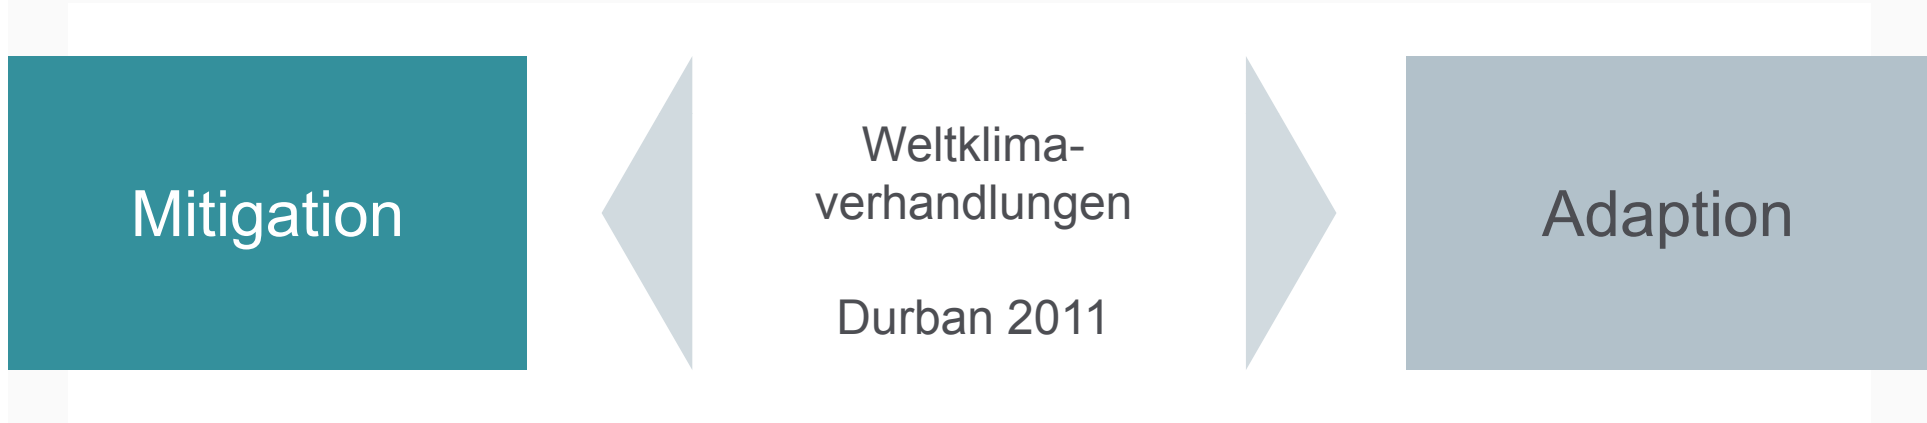 Mitigation
Weltklima-
verhandlungen
Durban 2011
Adaption